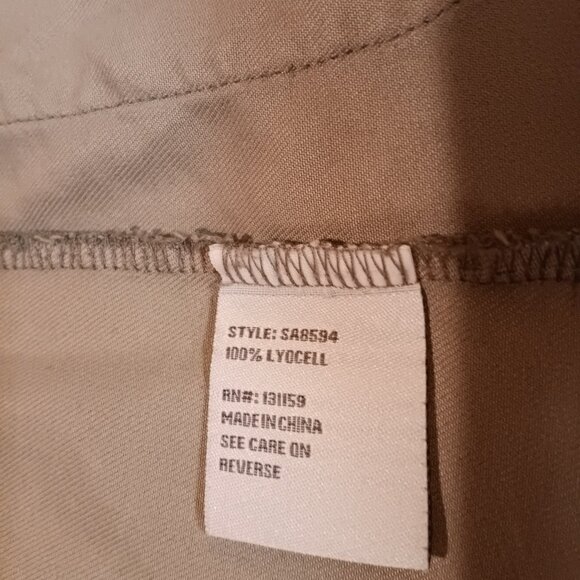 STYLE: SA8594
100% LYOCELL
RN#: 131159
MADE IN CHINA
SEE CARE ON
REVERSE